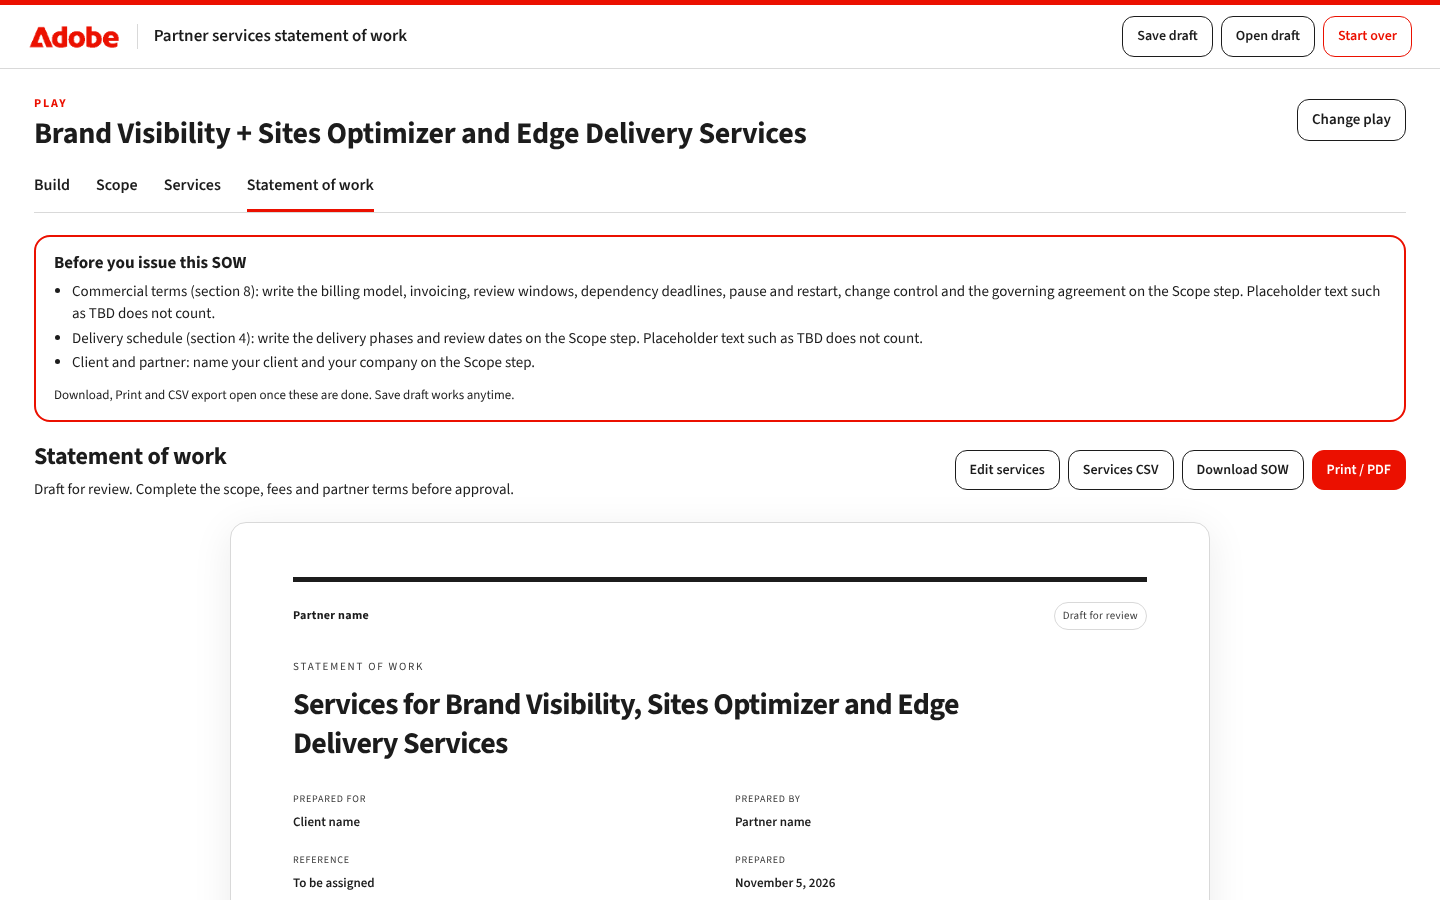 Adobe
Partner services statement of work
Save draft
Open draft
Start over
PLAY
Brand Visibility + Sites Optimizer and Edge Delivery Services
Change play
Build
Scope
Services
Statement of work
Before you issue this SOW
• Commercial terms (section 8): write the billing model, invoicing, review windows, dependency deadlines, pause and restart, change control and the governing agreement on the Scope step. Placeholder text such
as TBD does not count.
• Delivery schedule (section 4): write the delivery phases and review dates on the Scope step. Placeholder text such as TBD does not count.
• Client and partner: name your client and your company on the Scope step.
Download, Print and CSV export open once these are done. Save draft works anytime.
Statement of work
Draft for review. Complete the scope, fees and partner terms before approval.
Edit services
Services CSV
Download SOW
Print / PDF
Partner name
Draft for review
STATEMENT OF WORK
Services for Brand Visibility, Sites Optimizer and Edge
Delivery Services
PREPARED FOR
Client name
PREPARED BY
Partner name
REFERENCE
To be assigned
PREPARED
November 5, 2026